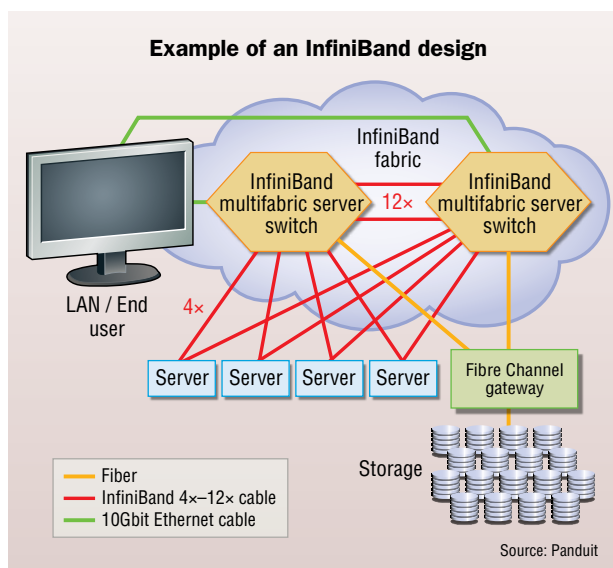 Example of an InfiniBand design
InfiniBand
fabric
InfiniBand
multifabric server
switch
12×
InfiniBand
multifabric server
switch
LAN / End
user
4×
Server
Server
Server
Server
Fibre Channel
gateway
Storage
Fiber
InfiniBand 4×–12× cable
10Gbit Ethernet cable
Source: Panduit